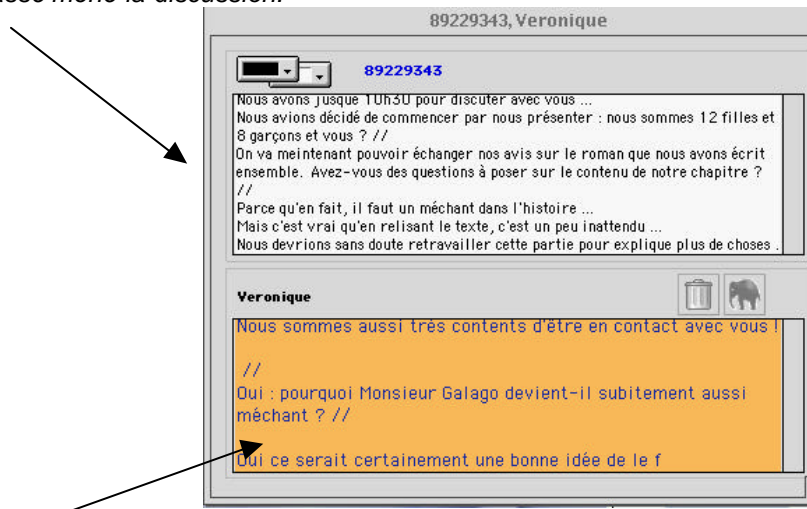 mené la discussion.
89229343, Veronique
89229343
Nous avons jusque 10h30 pour discuter avec vous ...
Nous avions décidé de commencer par nous présenter : nous sommes 12 filles et
8 garçons et vous ? //
On va meintenant pouvoir échanger nos avis sur le roman que nous avons écrit
ensemble. Avez-vous des questions à poser sur le contenu de notre chapitre ?
//
Parce qu'en fait, il faut un méchant dans l'histoire ...
Mais c'est vrai qu'en relisant le texte, c'est un peu inattendu ...
Nous devrions sans doute retravailler cette partie pour explique plus de choses .
Veronique
Nous sommes aussi très contents d'être en contact avec vous !
//
Oui : pourquoi Monsieur Galago devient-il subitement aussi
méchant ? //
Oui ce serait certainement une bonne idée de le f